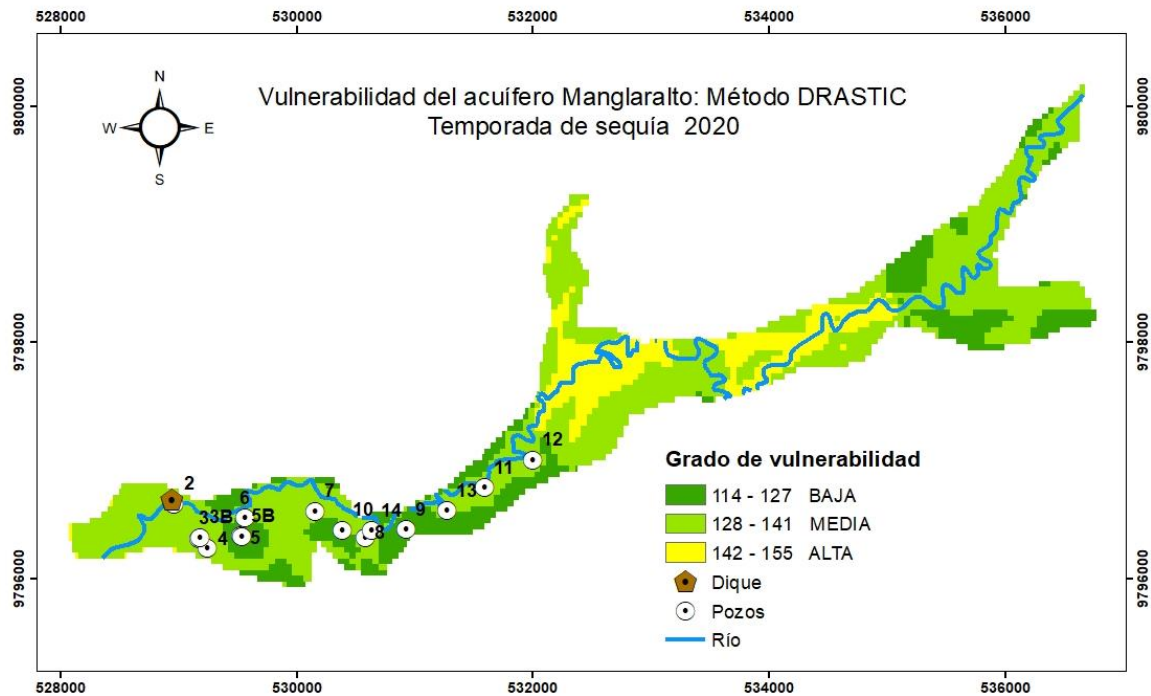 528000 530000 532000 534000 536000
9800000 9800000
N
W E
S
Vulnerabilidad del acuífero Manglaralto: Método DRASTIC
Temporada de sequía 2020
9798000 9798000
12
11
2
6
7
13
33B
5B
10
14
9
4
5
8
Grado de vulnerabilidad
114 - 127 BAJA
128 - 141 MEDIA
142 - 155 ALTA
Dique
Pozos
Río
9796000 9796000
528000 530000 532000 534000 536000